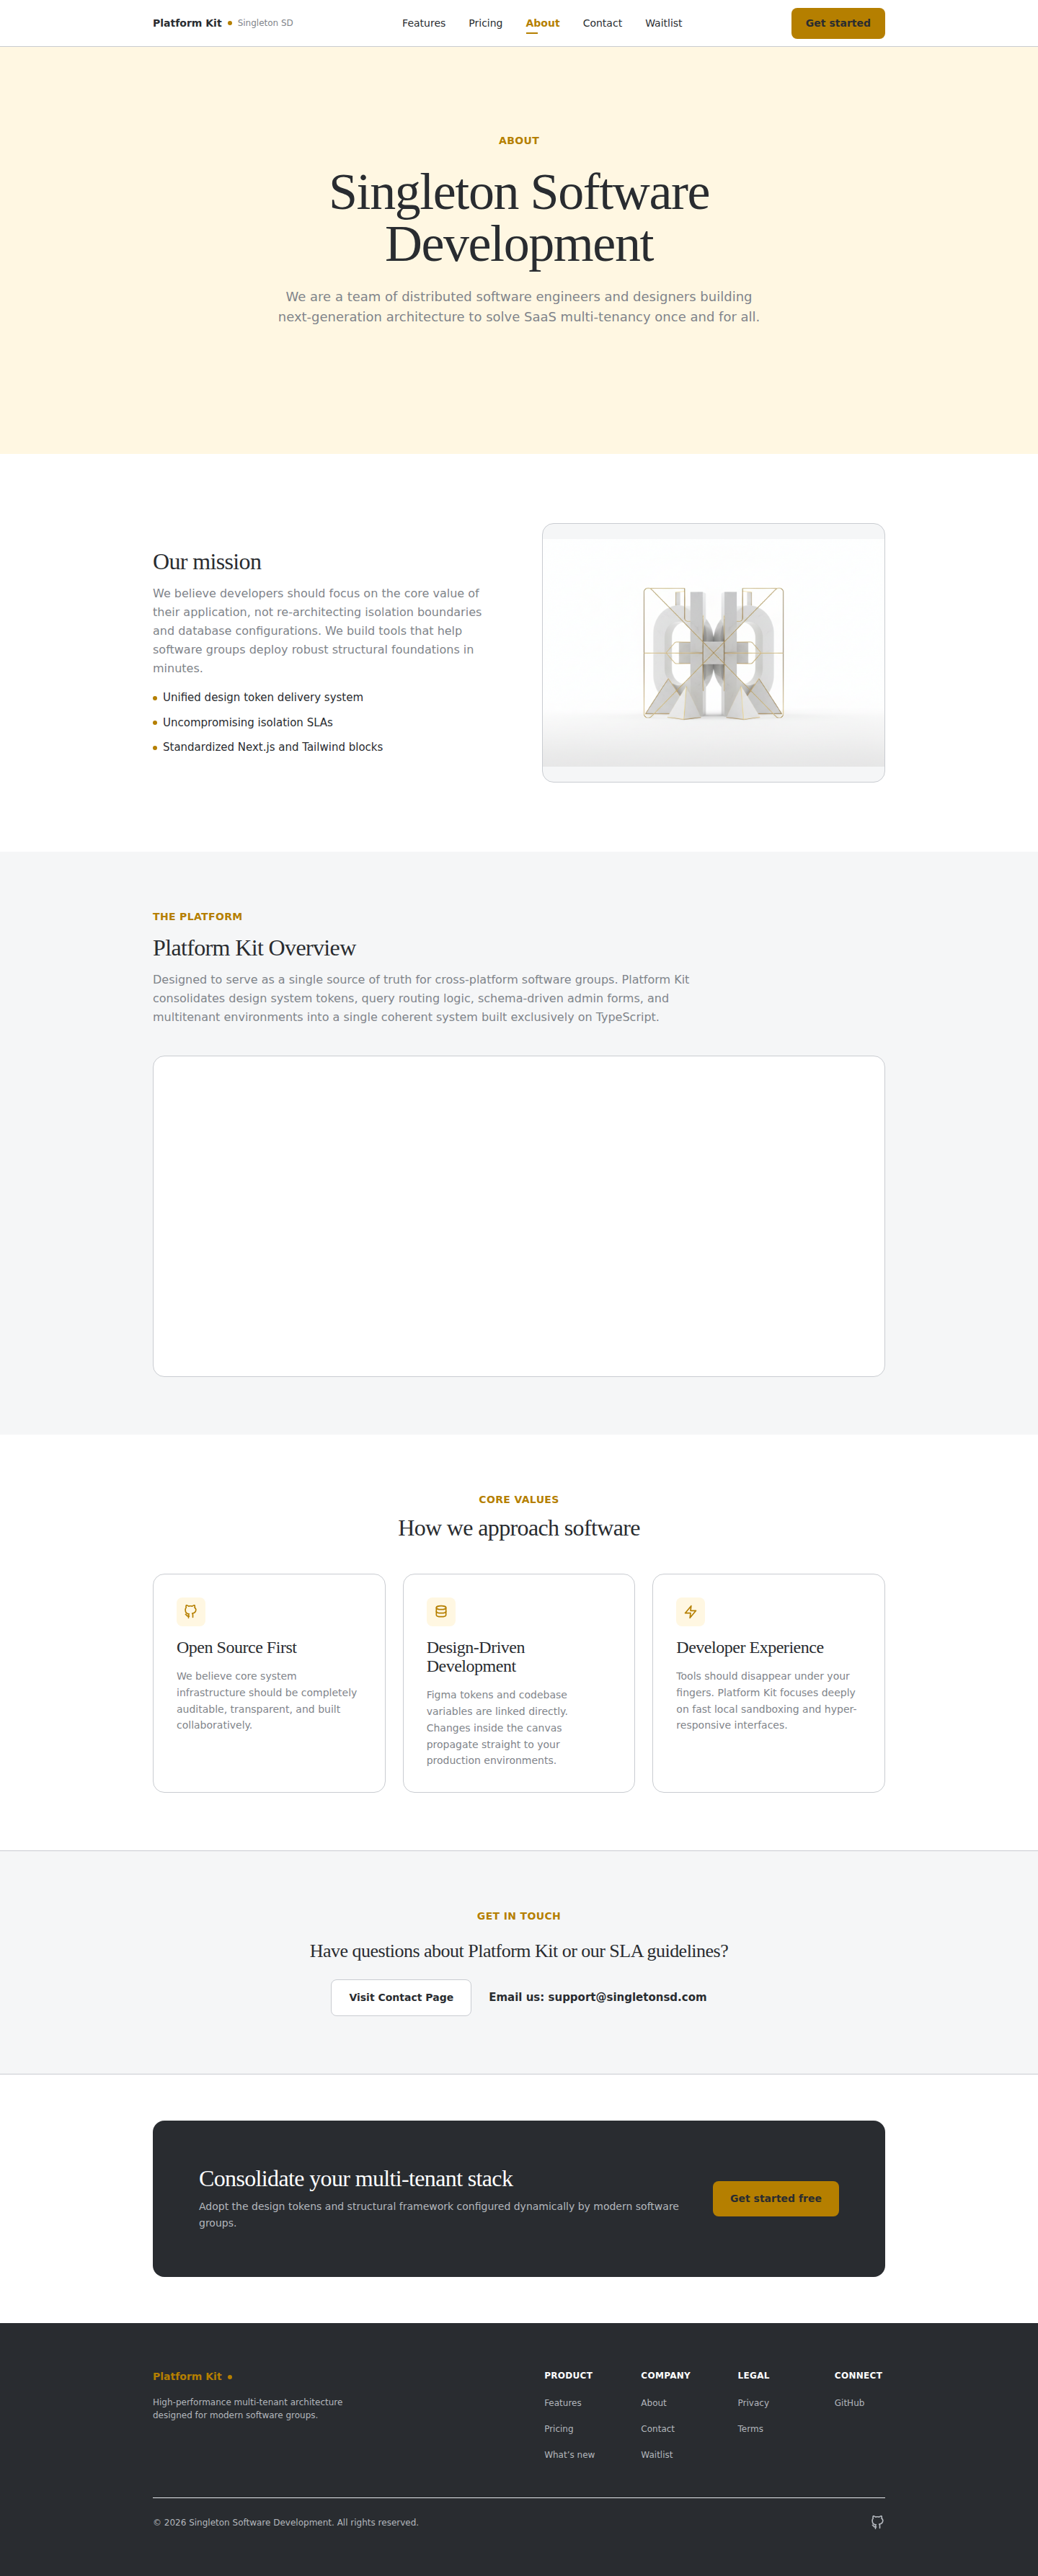 Platform Kit Singleton SD Features Pricing About Contact Waitlist Get started
ABOUT
Singleton Software
Development
We are a team of distributed software engineers and designers building
next-generation architecture to solve SaaS multi-tenancy once and for all.
Our mission
We believe developers should focus on the core value of
their application, not re-architecting isolation boundaries
and database configurations. We build tools that help
software groups deploy robust structural foundations in
minutes.
Unified design token delivery system
Uncompromising isolation SLAs
Standardized Next.js and Tailwind blocks
THE PLATFORM
Platform Kit Overview
Designed to serve as a single source of truth for cross-platform software groups. Platform Kit
consolidates design system tokens, query routing logic, schema-driven admin forms, and
multitenant environments into a single coherent system built exclusively on TypeScript.
CORE VALUES
How we approach software
Open Source First
We believe core system
infrastructure should be completely
auditable, transparent, and built
collaboratively.
Design-Driven
Development
Figma tokens and codebase
variables are linked directly.
Changes inside the canvas
propagate straight to your
production environments.
Developer Experience
Tools should disappear under your
fingers. Platform Kit focuses deeply
on fast local sandboxing and hyper-
responsive interfaces.
GET IN TOUCH
Have questions about Platform Kit or our SLA guidelines?
Visit Contact Page Email us: support@singletonsd.com
Consolidate your multi-tenant stack
Adopt the design tokens and structural framework configured dynamically by modern software
groups.
Get started free
Platform Kit
High-performance multi-tenant architecture
designed for modern software groups.
PRODUCT
Features
Pricing
What's new
COMPANY
About
Contact
Waitlist
LEGAL
Privacy
Terms
CONNECT
GitHub
© 2026 Singleton Software Development. All rights reserved.